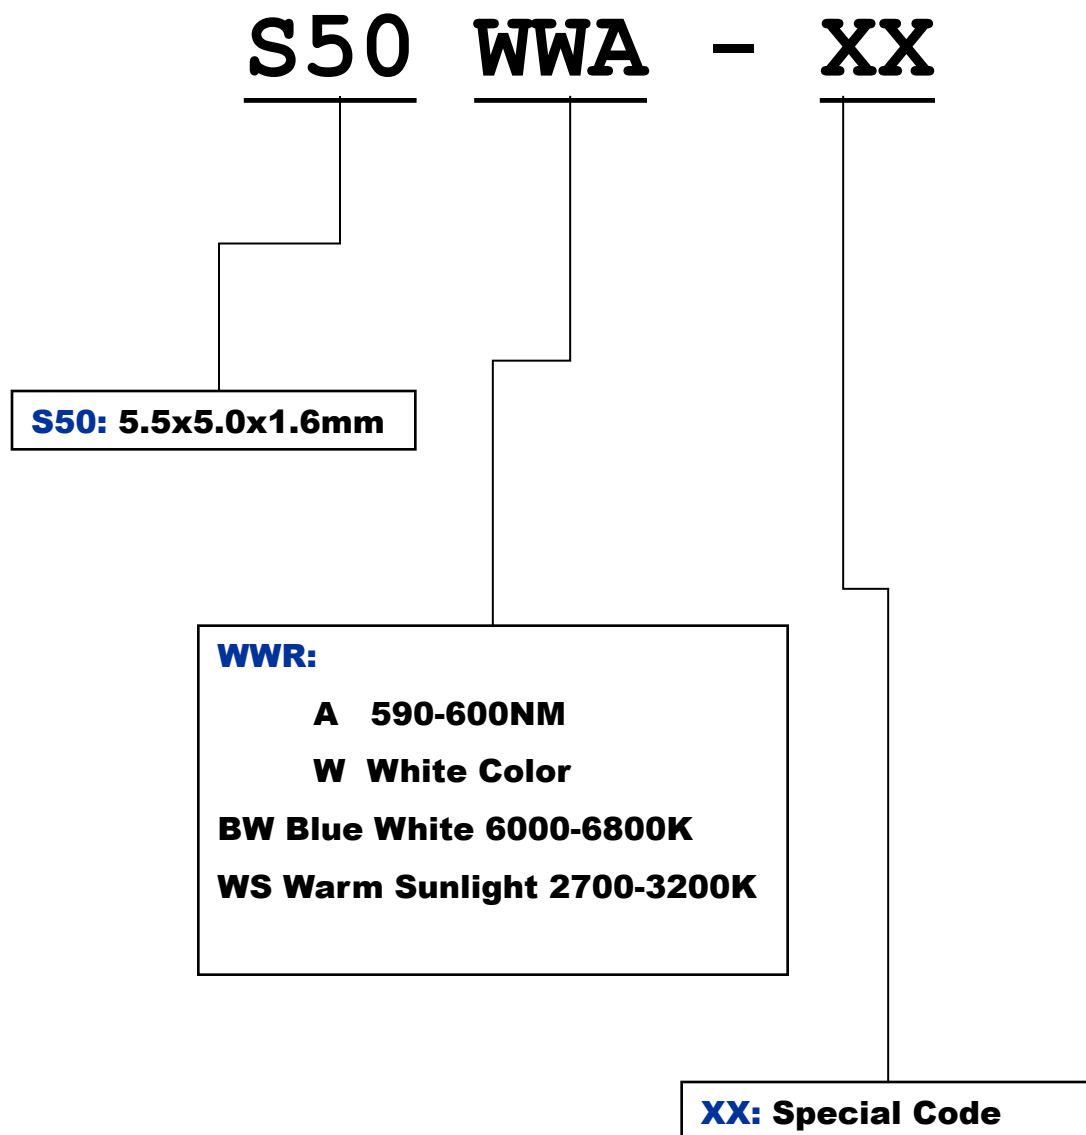 S50 WWA - XX
S50: 5.5x5.0x1.6mm
WWR:
A 590-600NM
W White Color
BW Blue White 6000-6800K
WS Warm Sunlight 2700-3200K
XX: Special Code